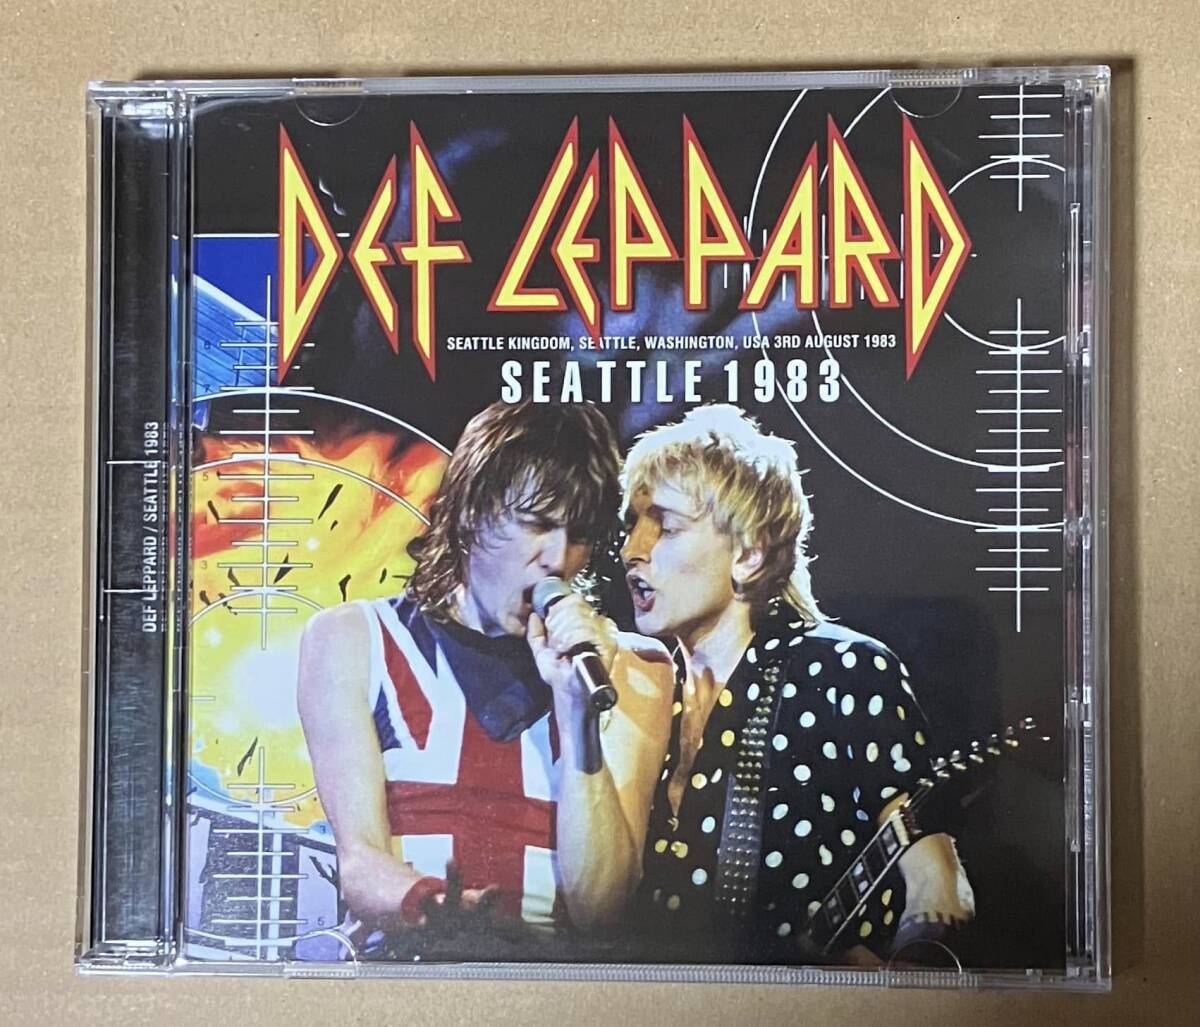 DEF LEPPARD
SEATTLE KINGDOM, SEATTLE, WASHINGTON, USA 3RD AUGUST 1983
SEATTLE 1983
DEF LEPPARD / SEATTLE 1983